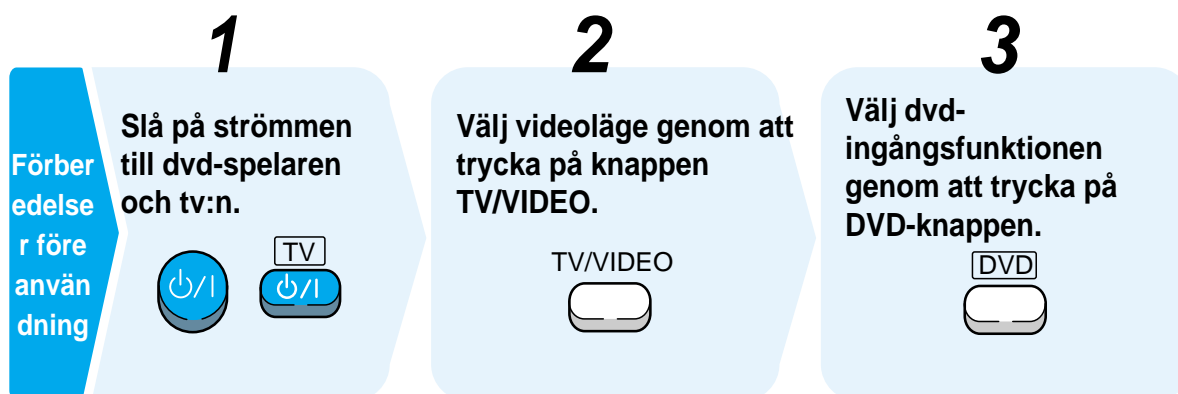 Förber
edelse
r före
använ
dning
1
Slå på strömmen
till dvd-spelaren
och tv:n.
TV
2
Välj videoläge genom att
trycka på knappen
TV/VIDEO.
TV/VIDEO
3
Välj dvd-
ingångsfunktionen
genom att trycka på
DVD-knappen.
DVD